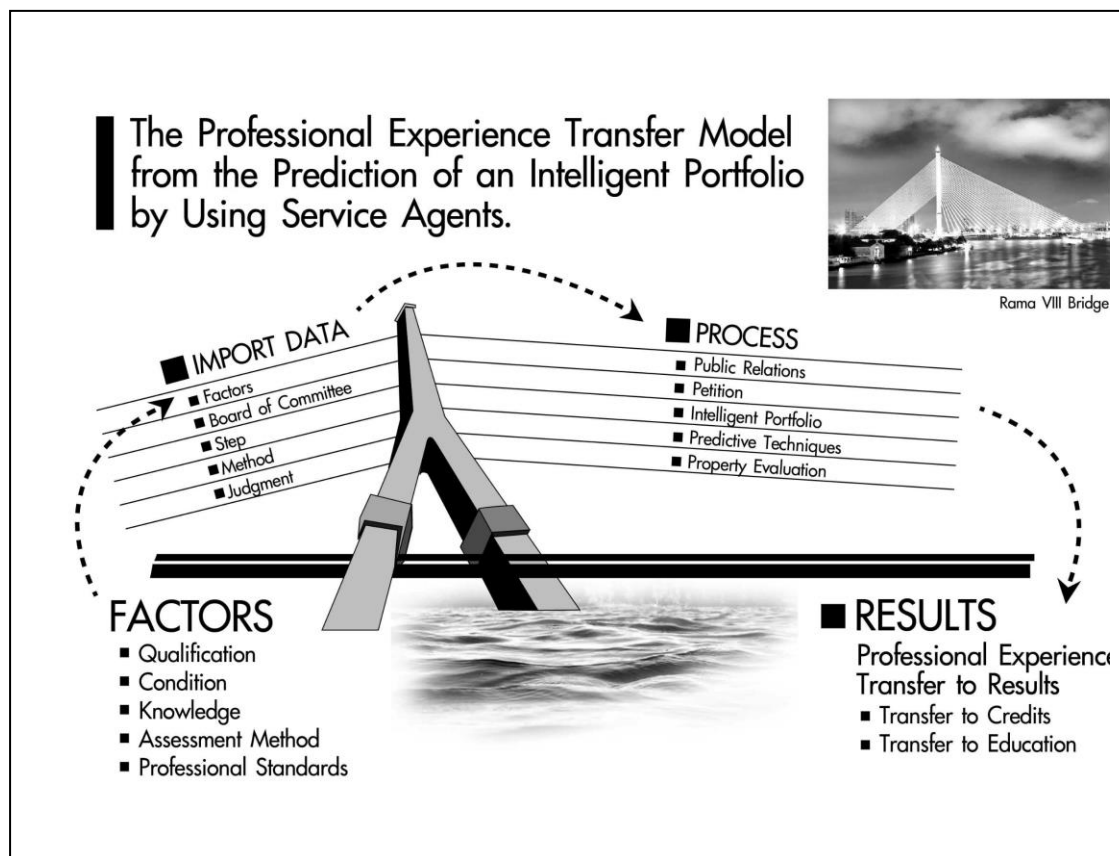 The Professional Experience Transfer Model
from the Prediction of an Intelligent Portfolio
by Using Service Agents.
Rama VIII Bridge
IMPORT DATA
Factors
Board of Committee
Step
Method
Judgment
PROCESS
Public Relations
Petition
Intelligent Portfolio
Predictive Techniques
Property Evaluation
FACTORS
Qualification
Condition
Knowledge
Assessment Method
Professional Standards
RESULTS
Professional Experience
Transfer to Results
Transfer to Credits
Transfer to Education